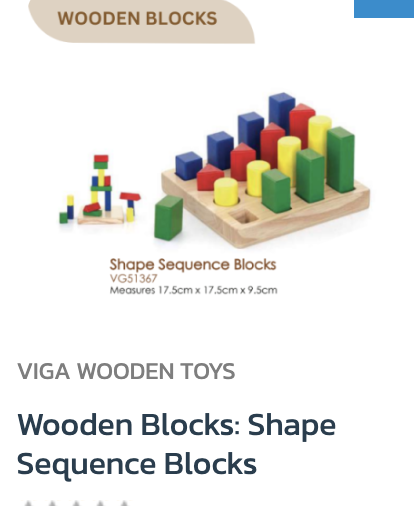 WOODEN BLOCKS
Shape Sequence Blocks
VG51367
Measures 17.5cm x 17.5cm x 9.5cm
VIGA WOODEN TOYS
Wooden Blocks: Shape
Sequence Blocks